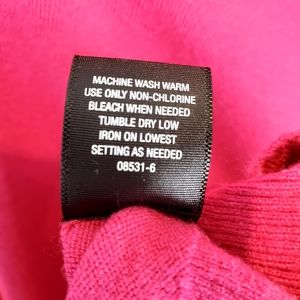 MACHINE WASH WARM
USE ONLY NON-CHLORINE
BLEACH WHEN NEEDED
TUMBLE DRY LOW
IRON ON LOWEST
SETTING AS NEEDED
08531-6